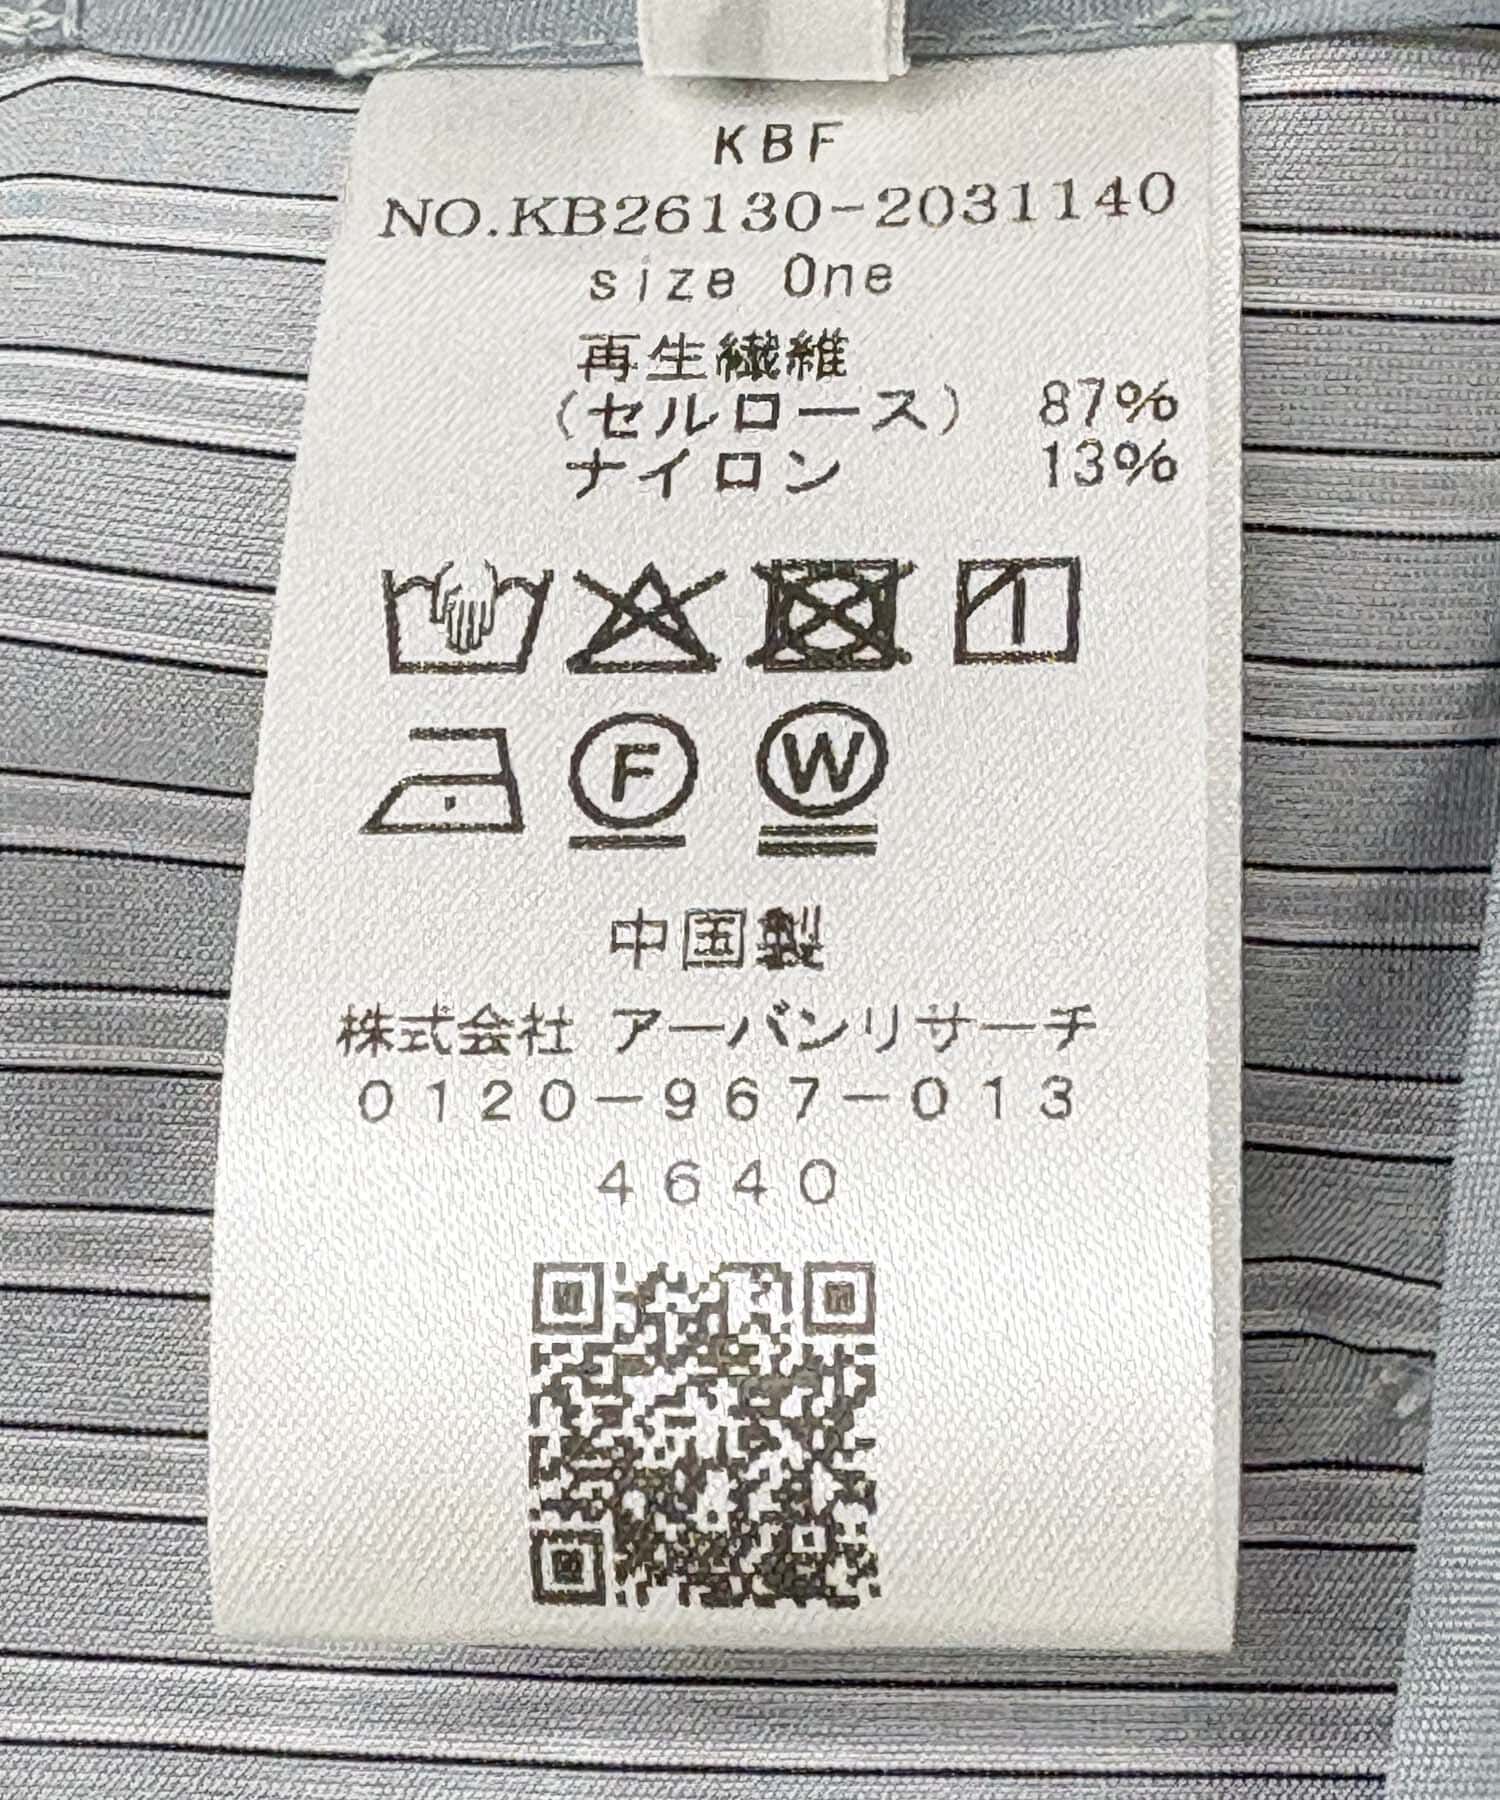 KBF
NO.KB26130-2031140
size One
再生繊維
（セルロース） 87%
ナイロン 13%
F W
中国製
株式会社 アーバンリサーチ
0120-967-013
4640